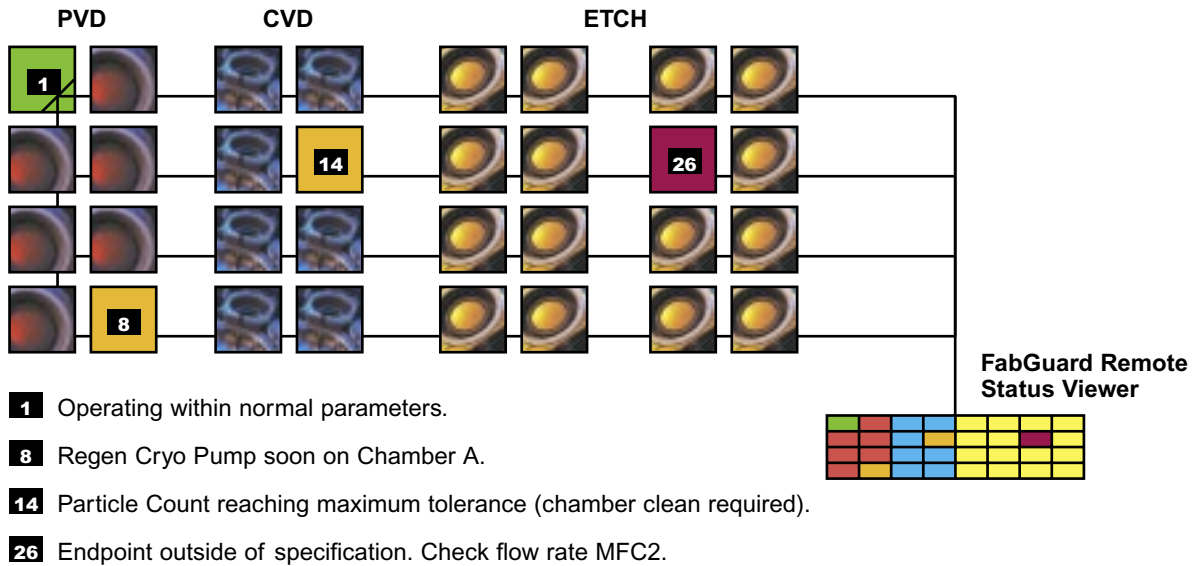 PVD CVD ETCH
1
14 26
8
FabGuard Remote
Status Viewer
1 Operating within normal parameters.
8 Regen Cryo Pump soon on Chamber A.
14 Particle Count reaching maximum tolerance (chamber clean required).
26 Endpoint outside of specification. Check flow rate MFC2.